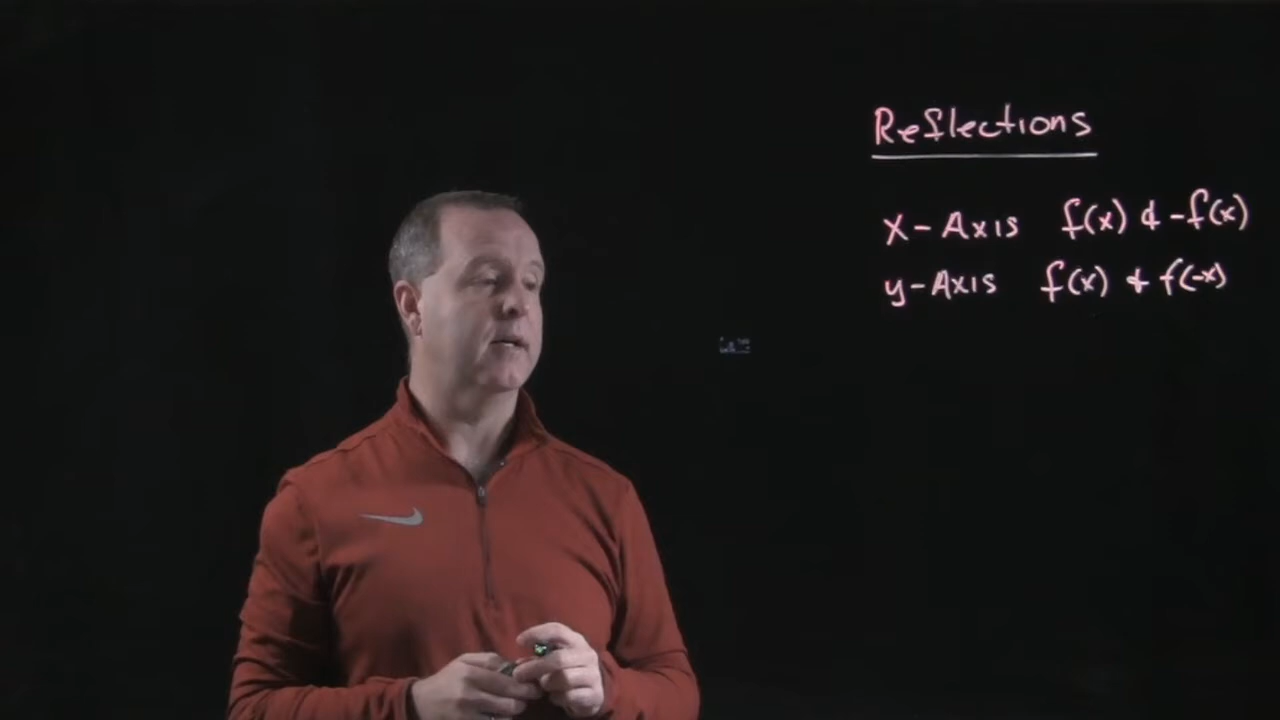 Reflections
X-Axis f(x) & -f(x)
y-Axis f(x) & f(-x)